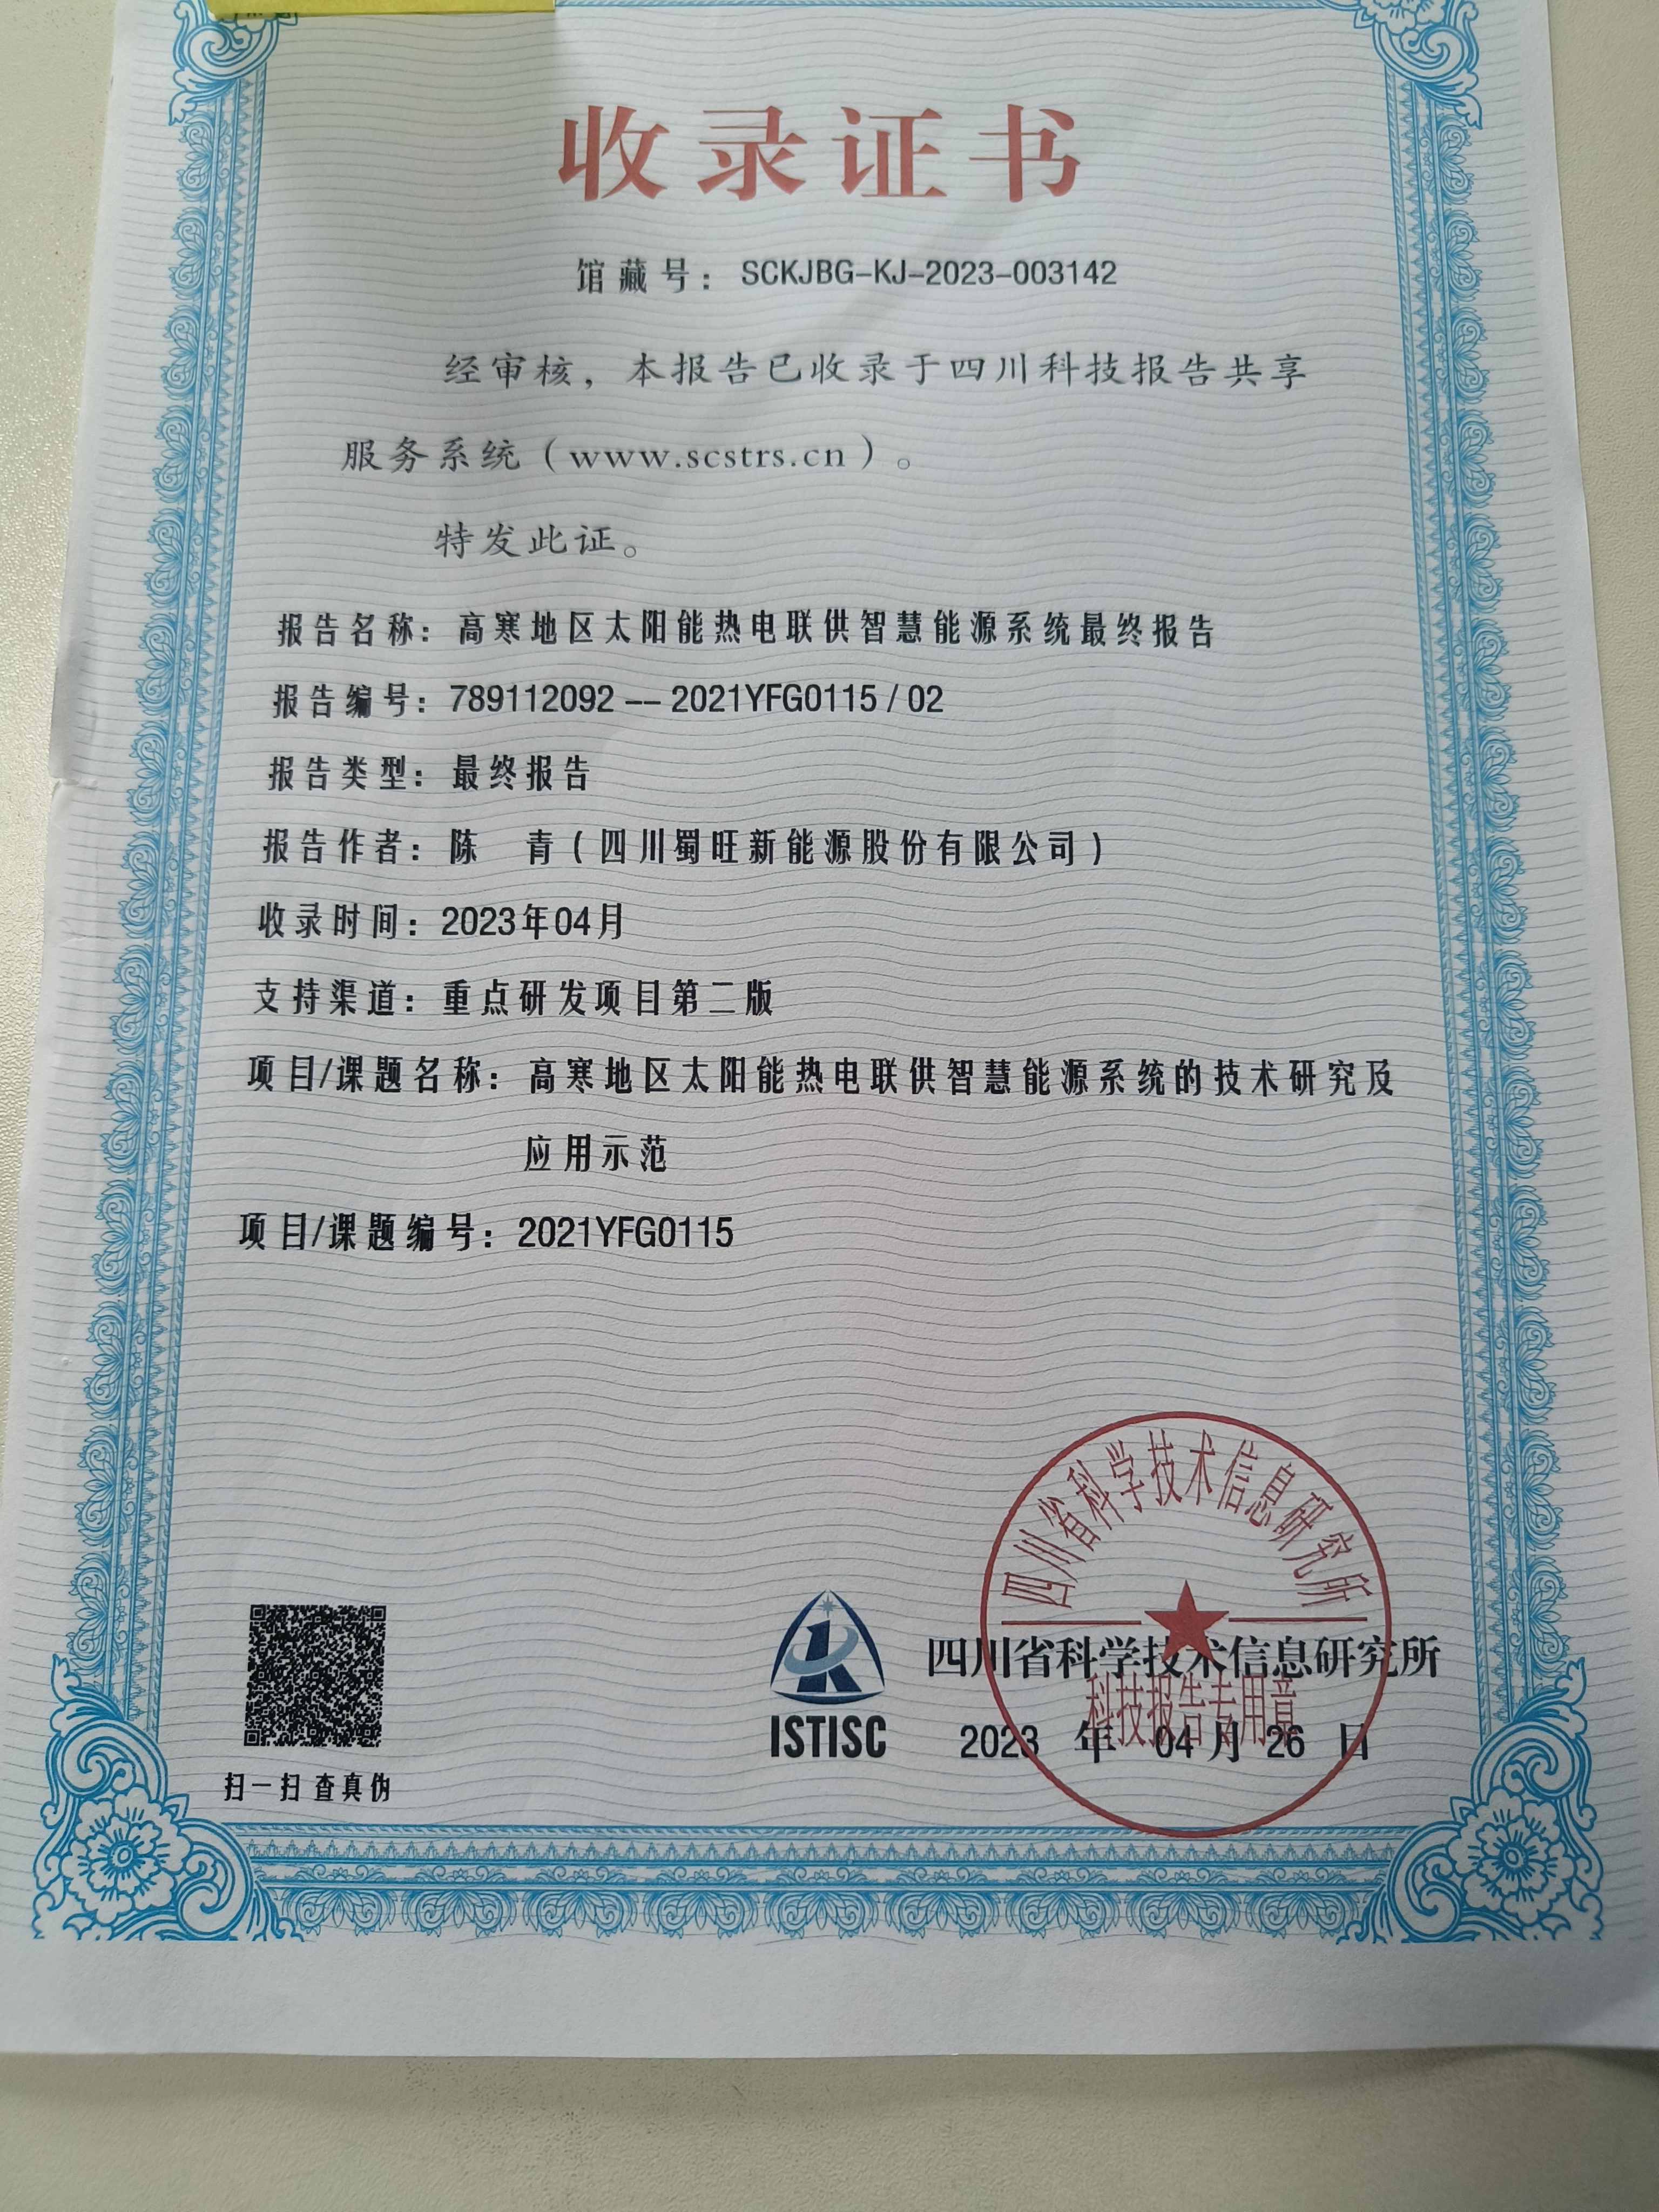 收录证书
馆藏号：SCKJBG-KJ-2023-003142
经审核，本报告已收录于四川科技报告共享
服务系统（www.scstrs.cn）。
特发此证。
报告名称：高寒地区太阳能热电联供智慧能源系统最终报告
报告编号：789112092 -- 2021YFG0115 / 02
报告类型：最终报告
报告作者：陈 青（四川蜀旺新能源股份有限公司）
收录时间：2023年04月
支持渠道：重点研发项目第二版
项目/课题名称：高寒地区太阳能热电联供智慧能源系统的技术研究及
应用示范
项目/课题编号：2021YFG0115
四川省科学技术信息研究所
四川省科学技术信息研究所
科技报告专用章
ISTISC
2023 年 04 月 26 日
扫一扫 查真伪